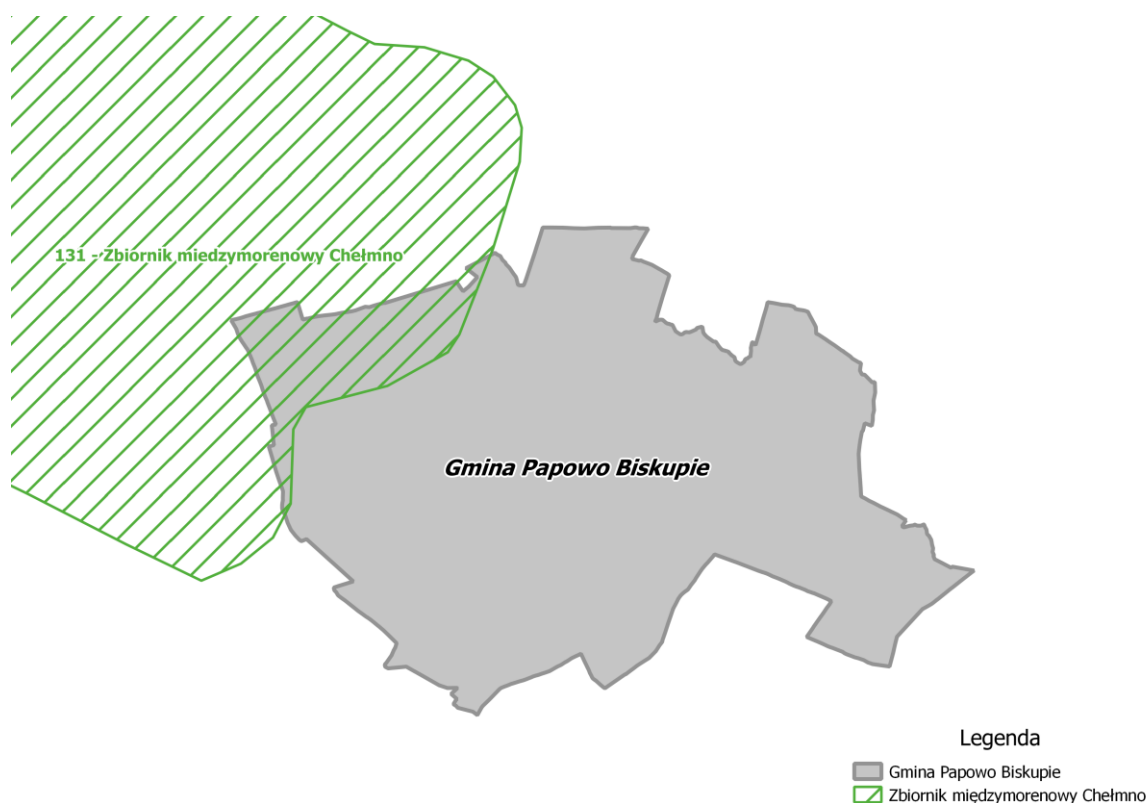 131 - Zbiornik miedzymorenowy Chełmno
Gmina Papowo Biskupie
Legenda
Gmina Papowo Biskupie
Zbiornik międzymorenowy Chełmno